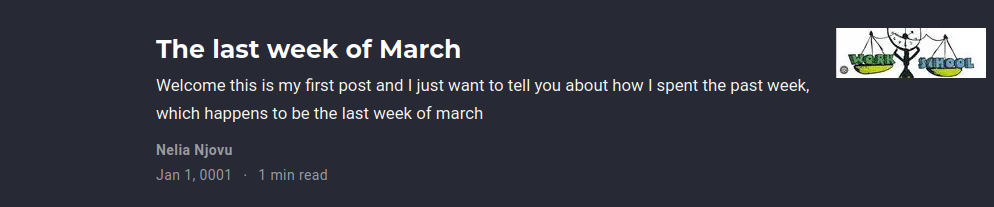 The last week of March
WORK SCHOOL
Welcome this is my first post and I just want to tell you about how I spent the past week,
which happens to be the last week of march
Nelia Njovu
Jan 1, 0001 · 1 min read